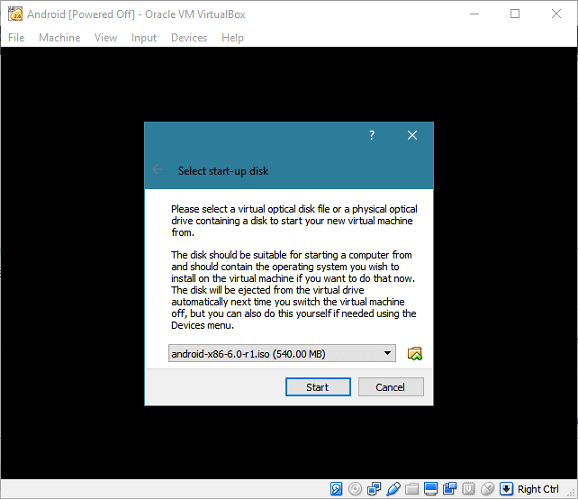 Android [Powered Off] - Oracle VM VirtualBox
File Machine View Input Devices Help
?
Select start-up disk
Please select a virtual optical disk file or a physical optical
drive containing a disk to start your new virtual machine
from.
The disk should be suitable for starting a computer from
and should contain the operating system you wish to
install on the virtual machine if you want to do that now.
The disk will be ejected from the virtual drive
automatically next time you switch the virtual machine
off, but you can also do this yourself if needed using the
Devices menu.
android-x86-6.0-r1.iso (540.00 MB)
Start Cancel
Right Ctrl